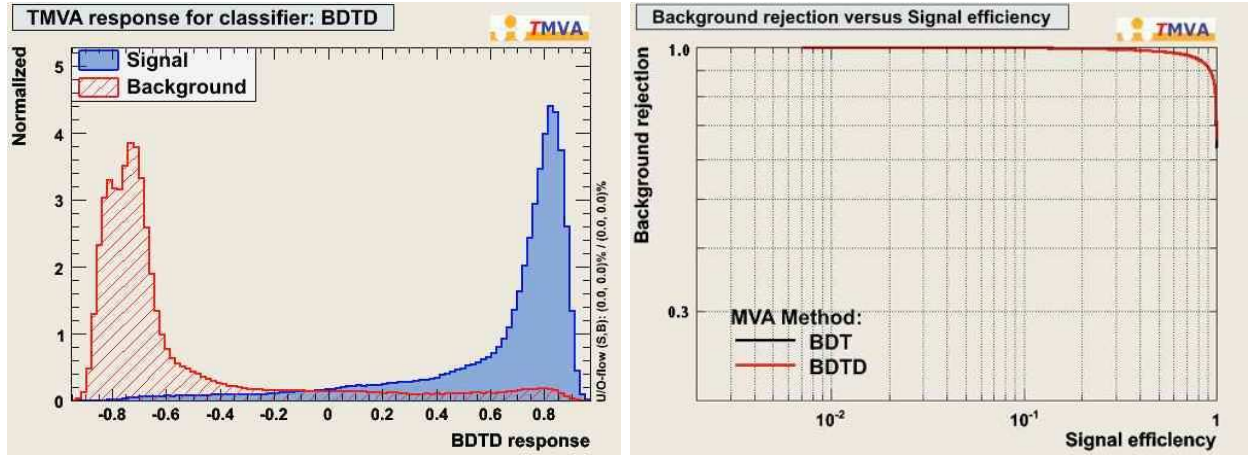 TMVA response for classifier: BDTD
TMVA
Normalized
5
4
3
2
1
0
Signal
Background
-0.8 -0.6 -0.4 -0.2 0 0.2 0.4 0.6 0.8
BDTD response
U/O-flow (S,B): (0.0, 0.0)% / (0.0, 0.0)%
Background rejection versus Signal efficiency
TMVA
Background rejection
1.0
0.3
MVA Method:
BDT
BDTD
10-2 10-1 1
Signal efficiency